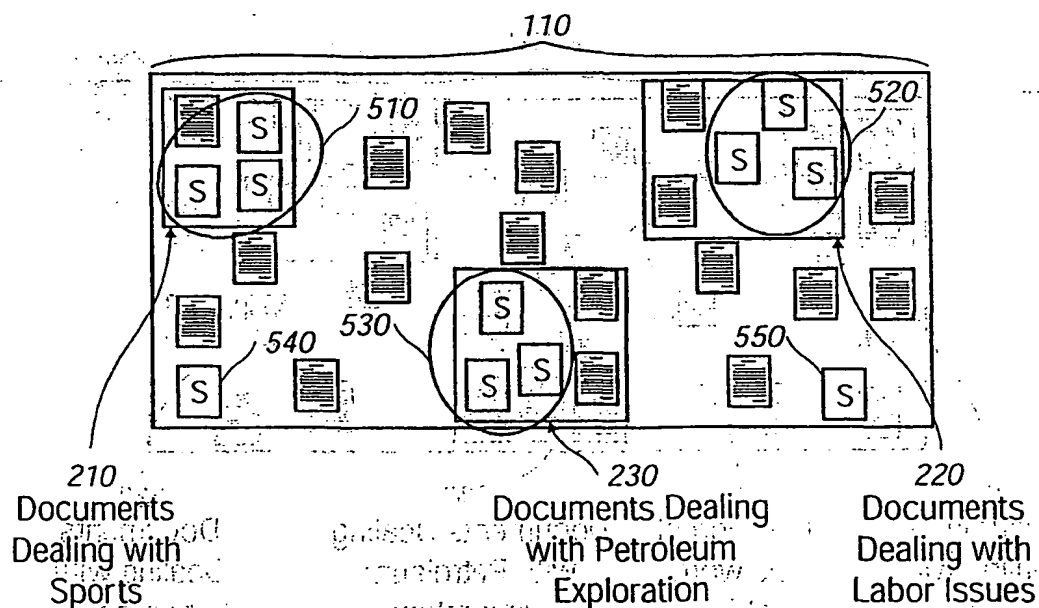 110
510
520
S
S
S
S
S
S
S
530
540
550
S
S
S
S
S
210
Documents
Dealing with
Sports
230
Documents Dealing
with Petroleum
Exploration
220
Documents
Dealing with
Labor Issues